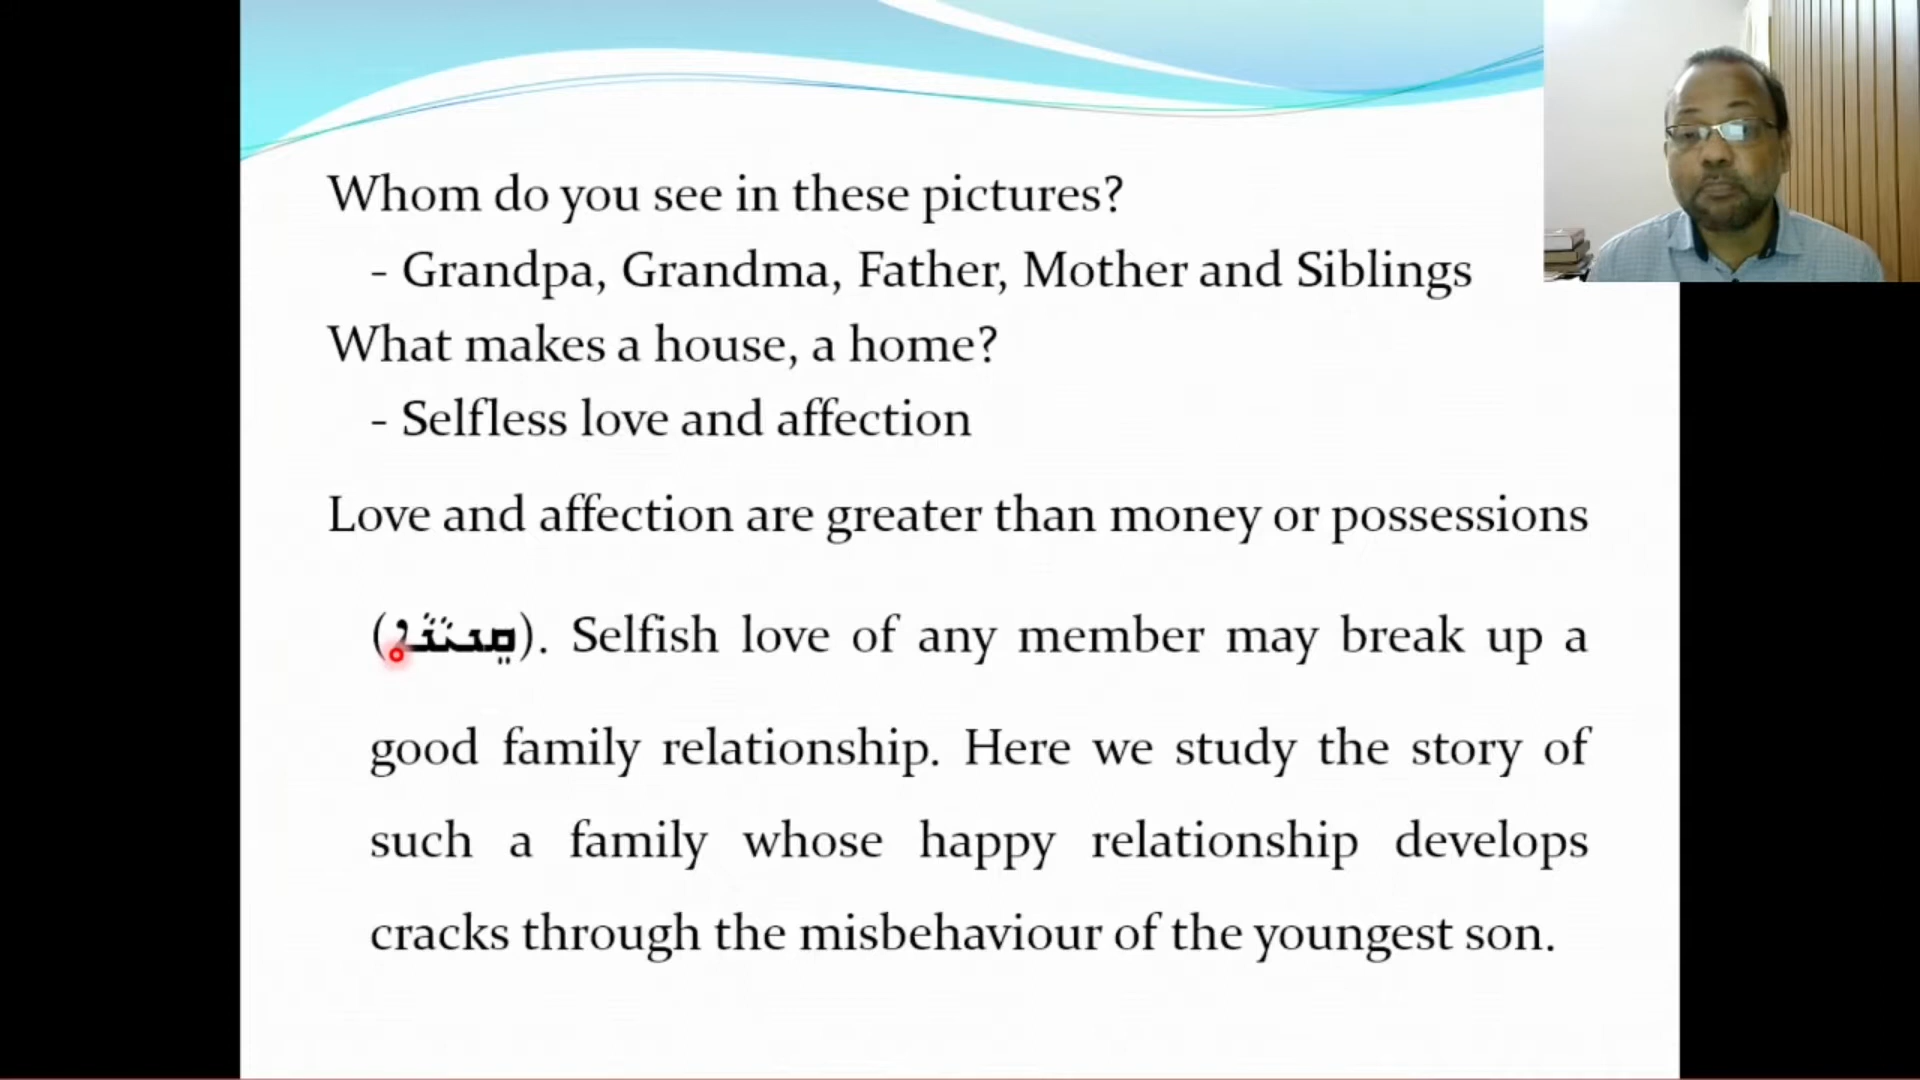 Whom do you see in these pictures?
- Grandpa, Grandma, Father, Mother and Siblings
What makes a house, a home?
- Selfless love and affection
Love and affection are greater than money or possessions
(ܩܸܢܝܵܢܵܐ). Selfish love of any member may break up a
good family relationship. Here we study the story of
such a family whose happy relationship develops
cracks through the misbehaviour of the youngest son.